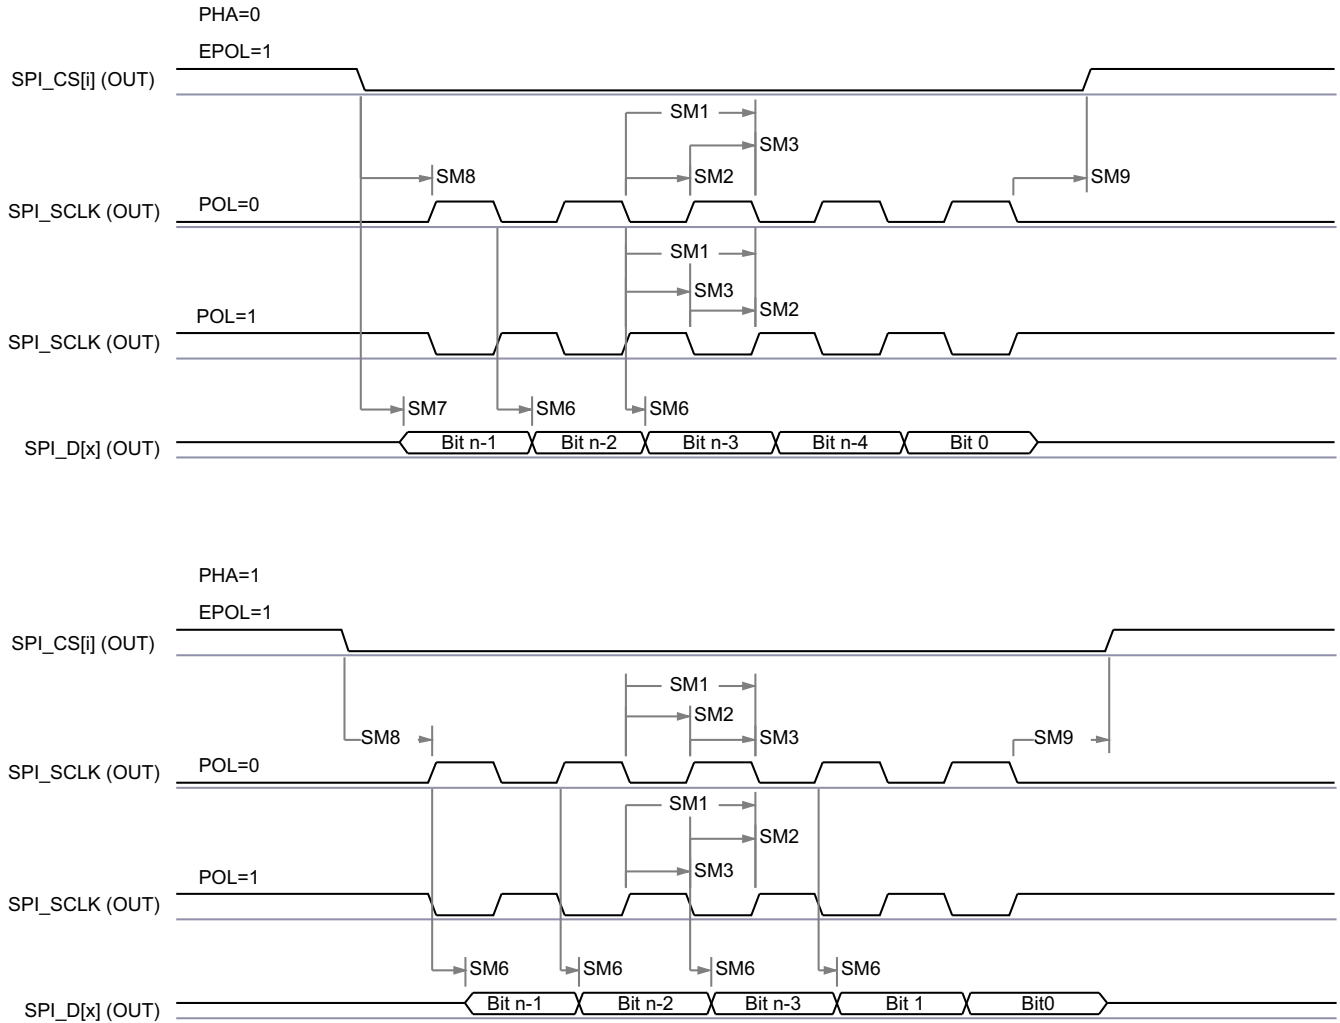 PHA=0
EPOL=1
SPI_CS[i] (OUT)
SM1
SM3
SM8
SM2
SM9
POL=0
SPI_SCLK (OUT)
SM1
SM3
SM2
POL=1
SPI_SCLK (OUT)
SM7
SM6
SM6
SPI_D[x] (OUT)
Bit n-1
Bit n-2
Bit n-3
Bit n-4
Bit 0
PHA=1
EPOL=1
SPI_CS[i] (OUT)
SM1
SM2
SM8
SM3
SM9
POL=0
SPI_SCLK (OUT)
SM1
SM2
SM3
POL=1
SPI_SCLK (OUT)
SM6
SM6
SM6
SM6
SPI_D[x] (OUT)
Bit n-1
Bit n-2
Bit n-3
Bit 1
Bit0